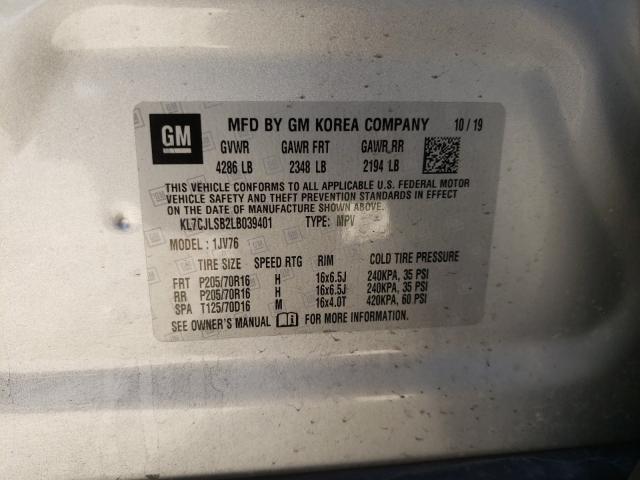 GM
MFD BY GM KOREA COMPANY 10/19
GVWR GAWR FRT GAWR RR
4286 LB 2348 LB 2194 LB
THIS VEHICLE CONFORMS TO ALL APPLICABLE U.S. FEDERAL MOTOR
VEHICLE SAFETY AND THEFT PREVENTION STANDARDS IN EFFECT
ON THE DATE OF MANUFACTURE SHOWN ABOVE.
KL7CJLSB2LB039401 TYPE: MPV
MODEL: 1JV76
TIRE SIZE SPEED RTG RIM COLD TIRE PRESSURE
FRT P205/70R16 H 16x6.5J 240KPA, 35 PSI
RR P205/70R16 H 16x6.5J 240KPA, 35 PSI
SPA T125/70D16 M 16x4.0T 420KPA, 60 PSI
SEE OWNER'S MANUAL FOR MORE INFORMATION.